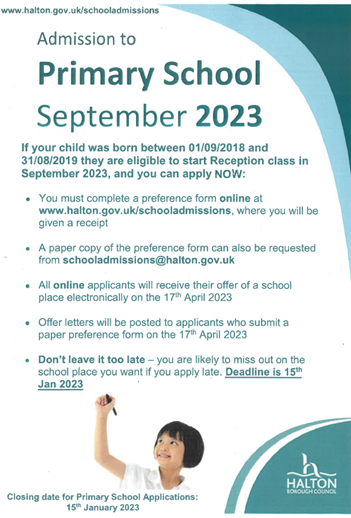 www.halton.gov.uk/schooladmissions
Admission to
Primary School
September 2023
If your child was born between 01/09/2018 and
31/08/2019 they are eligible to start Reception class in
September 2023, and you can apply NOW:
• You must complete a preference form online at
www.halton.gov.uk/schooladmissions, where you will be
given a receipt
• A paper copy of the preference form can also be requested
from schooladmissions@halton.gov.uk
• All online applicants will receive their offer of a school
place electronically on the 17th April 2023
• Offer letters will be posted to applicants who submit a
paper preference form on the 17th April 2023
• Don't leave it too late – you are likely to miss out on the
school place you want if you apply late. Deadline is 15th
Jan 2023
HALTON
BOROUGH COUNCIL
Closing date for Primary School Applications:
15th January 2023